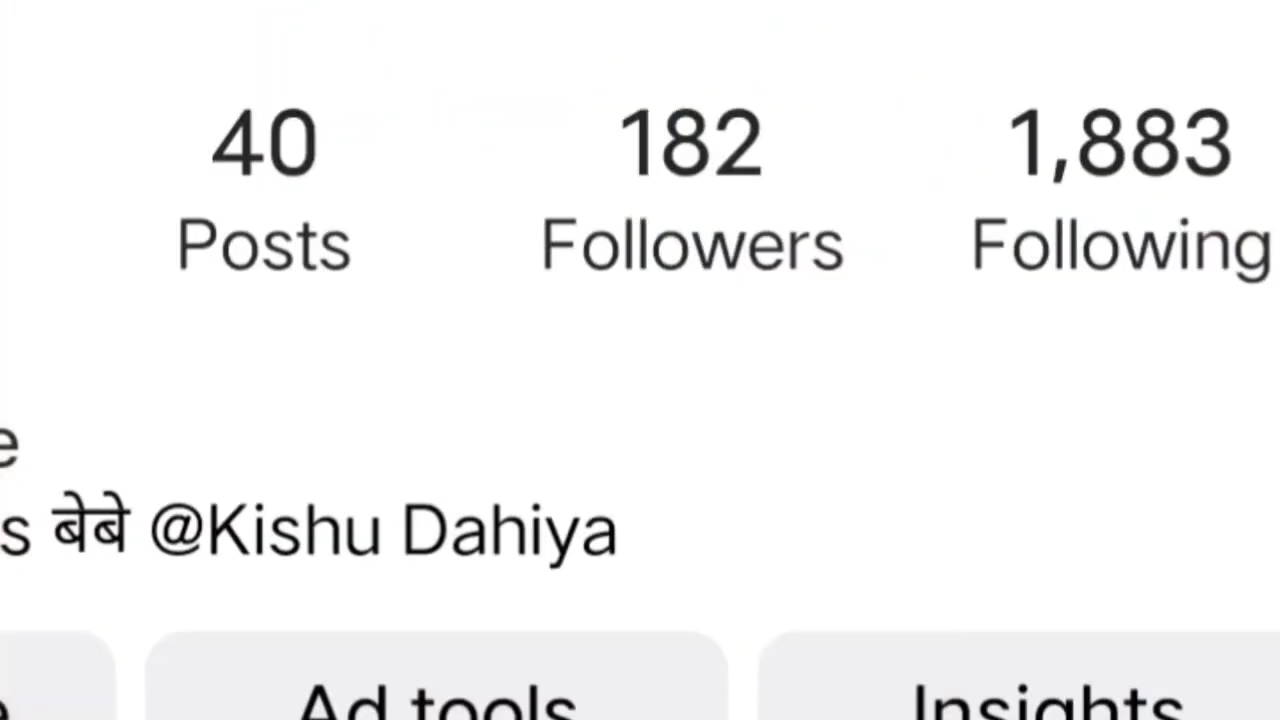 40 182 1,883
Posts Followers Following
e
s बेबे @Kishu Dahiya
Ad tools Insights